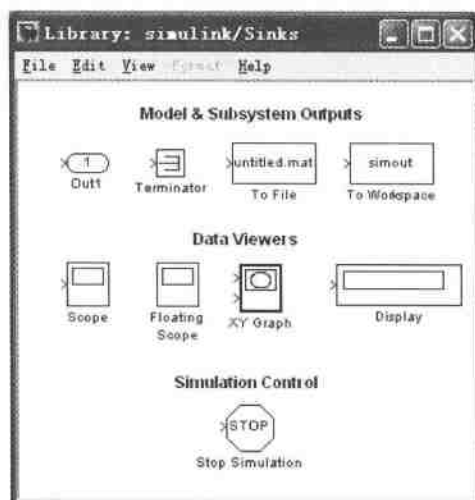 Library: simulink/Sinks
File Edit View Format Help
Model & Subsystem Outputs
1 untitled.mat simout
Out1 Terminator To File To Workspace
Data Viewers
Scope Floating Scope XY Graph Display
Simulation Control
STOP
Stop Simulation